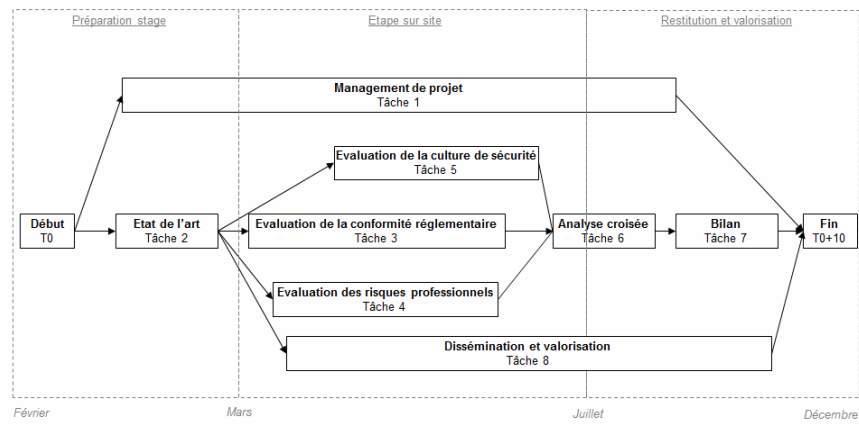 Préparation stage
Etape sur site
Restitution et valorisation
Management de projet
Tâche 1
Evaluation de la culture de sécurité
Tâche 5
Début
T0
Etat de l'art
Tâche 2
Evaluation de la conformité réglementaire
Tâche 3
Analyse croisée
Tâche 6
Bilan
Tâche 7
Fin
T0+10
Evaluation des risques professionnels
Tâche 4
Dissémination et valorisation
Tâche 8
Février
Mars
Juillet
Décembre